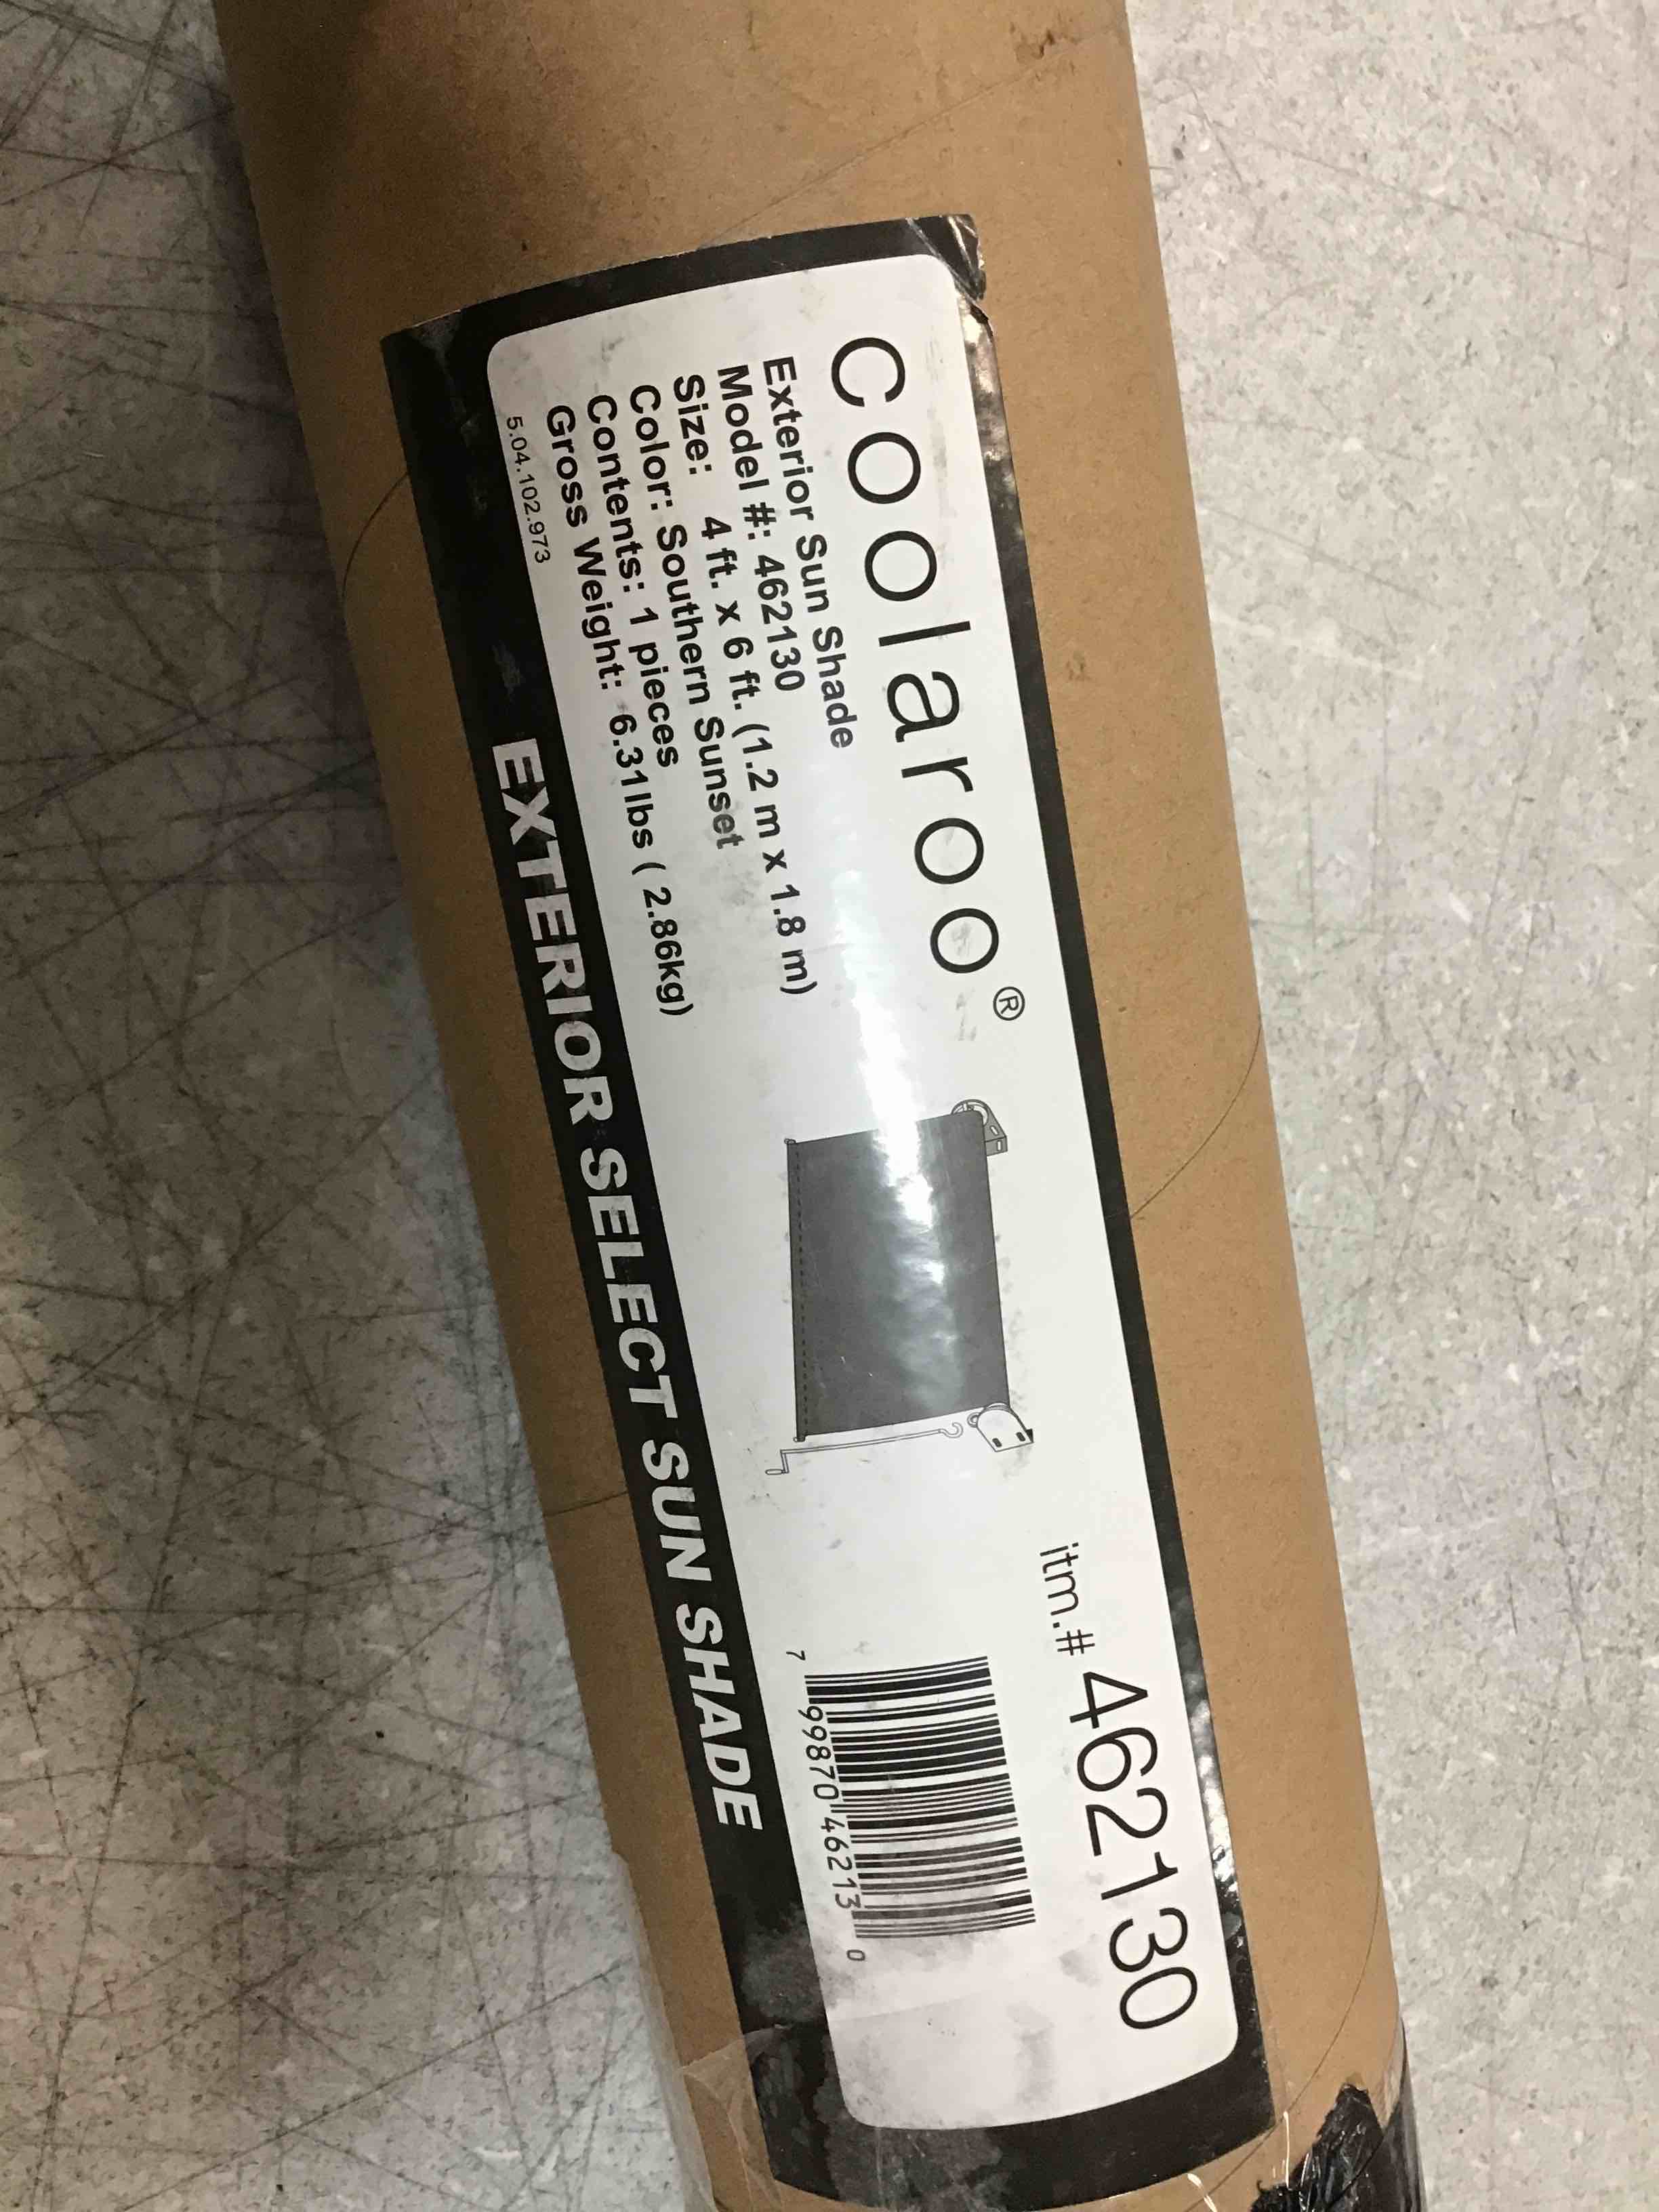 Coolaroo®
Exterior Sun Shade
Model #: 462130
Size: 4 ft. x 6 ft. (1.2 m x 1.8 m)
Color: Southern Sunset
Contents: 1 pieces
Gross Weight: 6.31lbs ( 2.86kg)
5.04.102.973
itm.# 462130
7 99870 46213 0
EXTERIOR SELECT SUN SHADE